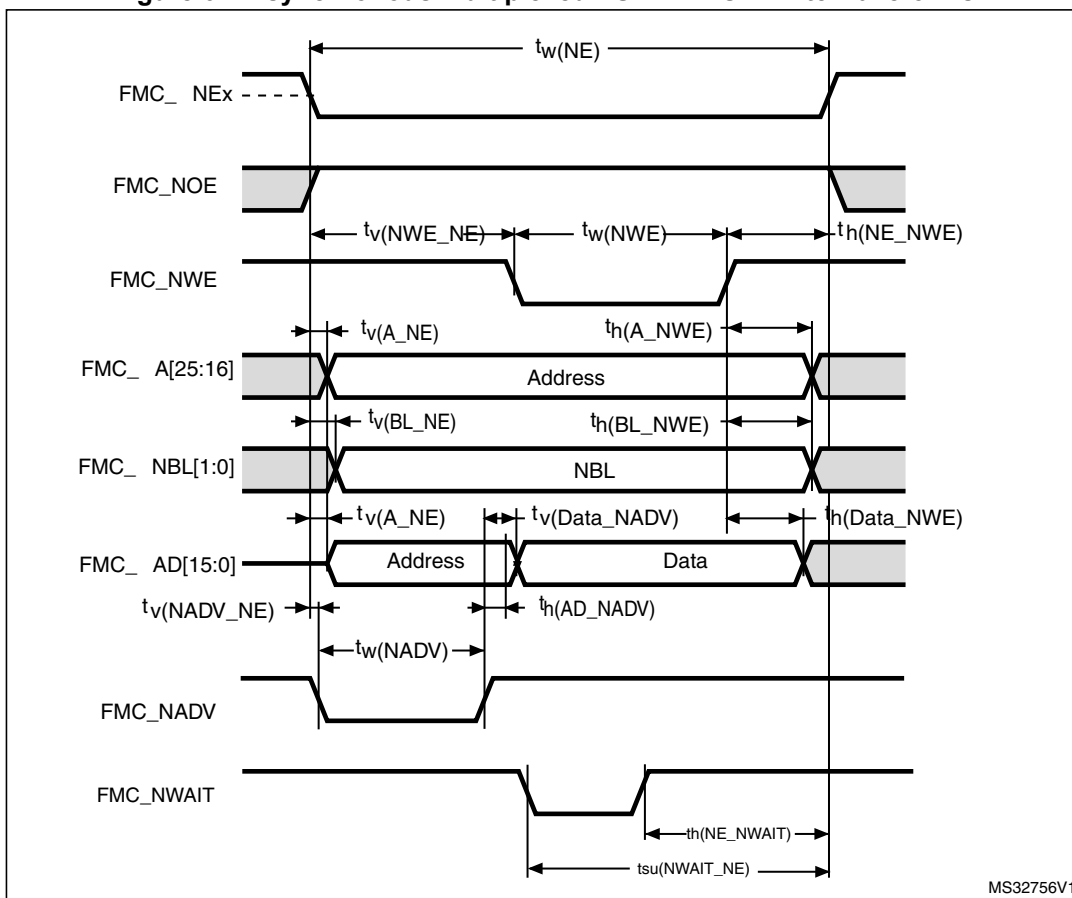 tw(NE)
FMC_ NEx
FMC_NOE
tv(NWE_NE)
tw(NWE)
th(NE_NWE)
FMC_NWE
tv(A_NE)
th(A_NWE)
FMC_ A[25:16]
Address
tv(BL_NE)
th(BL_NWE)
FMC_ NBL[1:0]
NBL
tv(A_NE)
tv(Data_NADV)
th(Data_NWE)
FMC_ AD[15:0]
Address
Data
tv(NADV_NE)
th(AD_NADV)
tw(NADV)
FMC_NADV
FMC_NWAIT
th(NE_NWAIT)
tsu(NWAIT_NE)
MS32756V1